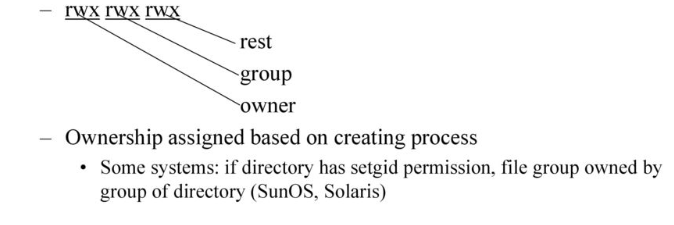 – rwx rwx rwx
rest
group
owner
– Ownership assigned based on creating process
• Some systems: if directory has setgid permission, file group owned by
group of directory (SunOS, Solaris)